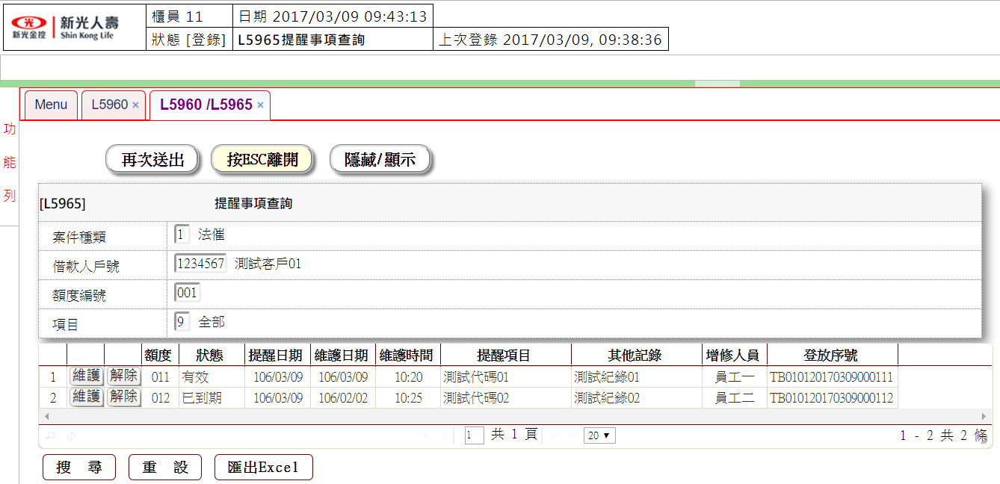 新光金控 新光人壽 Shin Kong Life
櫃員 11 日期 2017/03/09 09:43:13
狀態 [登錄] L5965提醒事項查詢 上次登錄 2017/03/09, 09:38:36
Menu L5960 × L5960 /L5965 ×
功
能
列
再次送出 按ESC離開 隱藏/顯示
[L5965] 提醒事項查詢
案件種類 1 法催
借款人戶號 1234567 測試客戶01
額度編號 001
項目 9 全部
額度 狀態 提醒日期 維護日期 維護時間 提醒項目 其他記錄 增修人員 登放序號
1 維護 解除 011 有效 106/03/09 106/03/09 10:20 測試代碼01 測試紀錄01 員工一 TB010120170309000111
2 維護 解除 012 已到期 106/03/09 106/02/02 10:25 測試代碼02 測試紀錄02 員工二 TB010120170309000112
1 共 1 頁 20 1 - 2 共 2 條
搜 尋 重 設 匯出Excel